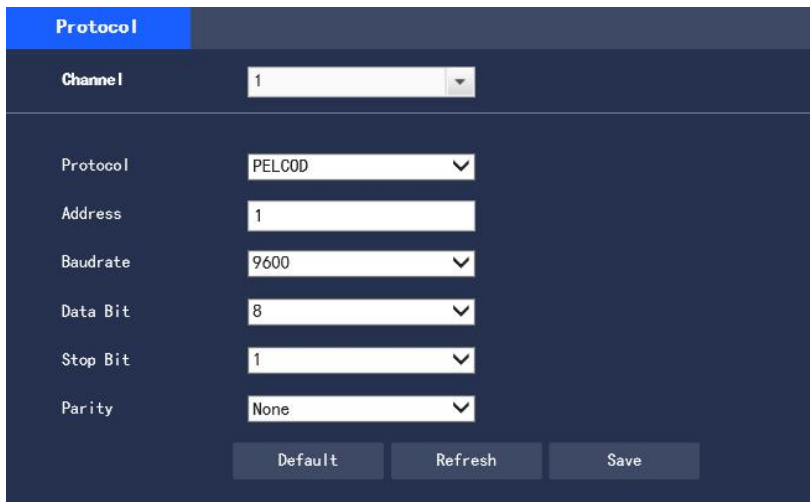 Protocol
Channel 1
Protocol PELCOD
Address 1
Baudrate 9600
Data Bit 8
Stop Bit 1
Parity None
Default Refresh Save